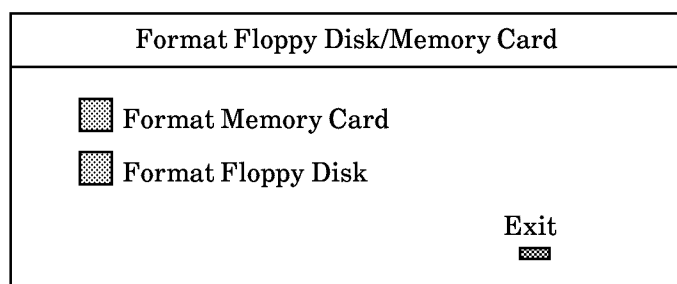 Format Floppy Disk/Memory Card
Format Memory Card
Format Floppy Disk
Exit